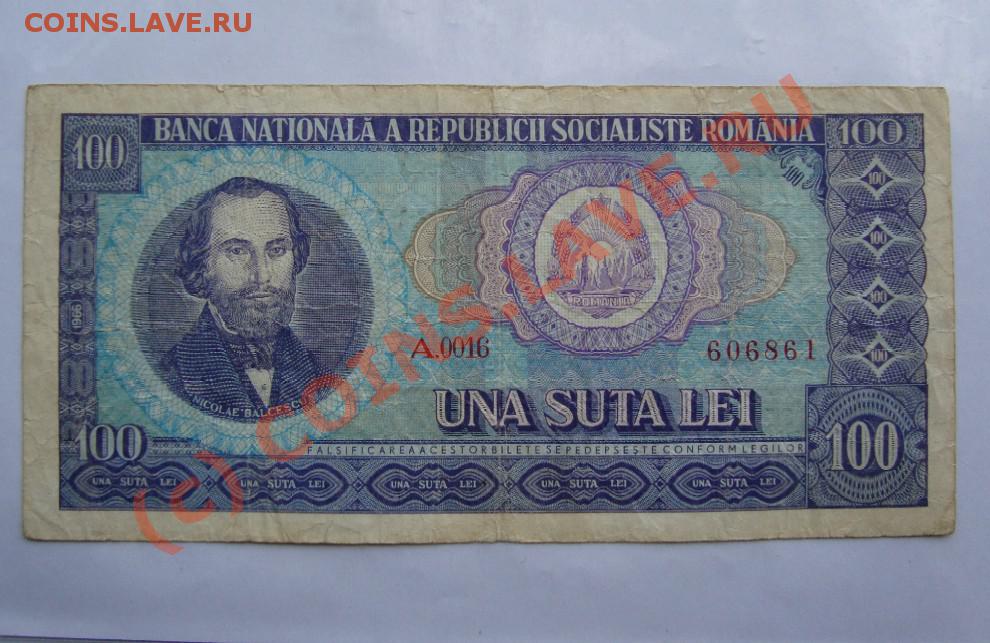 COINS.LAVE.RU
100 BANCA NATIONALĂ A REPUBLICII SOCIALISTE ROMÂNIA 100
100
100
100
100
100
ROMANIA
1966
A.0016 606861
NICOLAE BĂLCESCU
UNA SUTA LEI
100 100
FALSIFICAREA ACESTOR BILETE SE PEDEPSEȘTE CONFORM LEGILOR
UNA SUTA LEI UNA SUTA LEI UNA SUTA LEI UNA SUTA LEI UNA SUTA LEI
(c) COINS.LAVE.RU